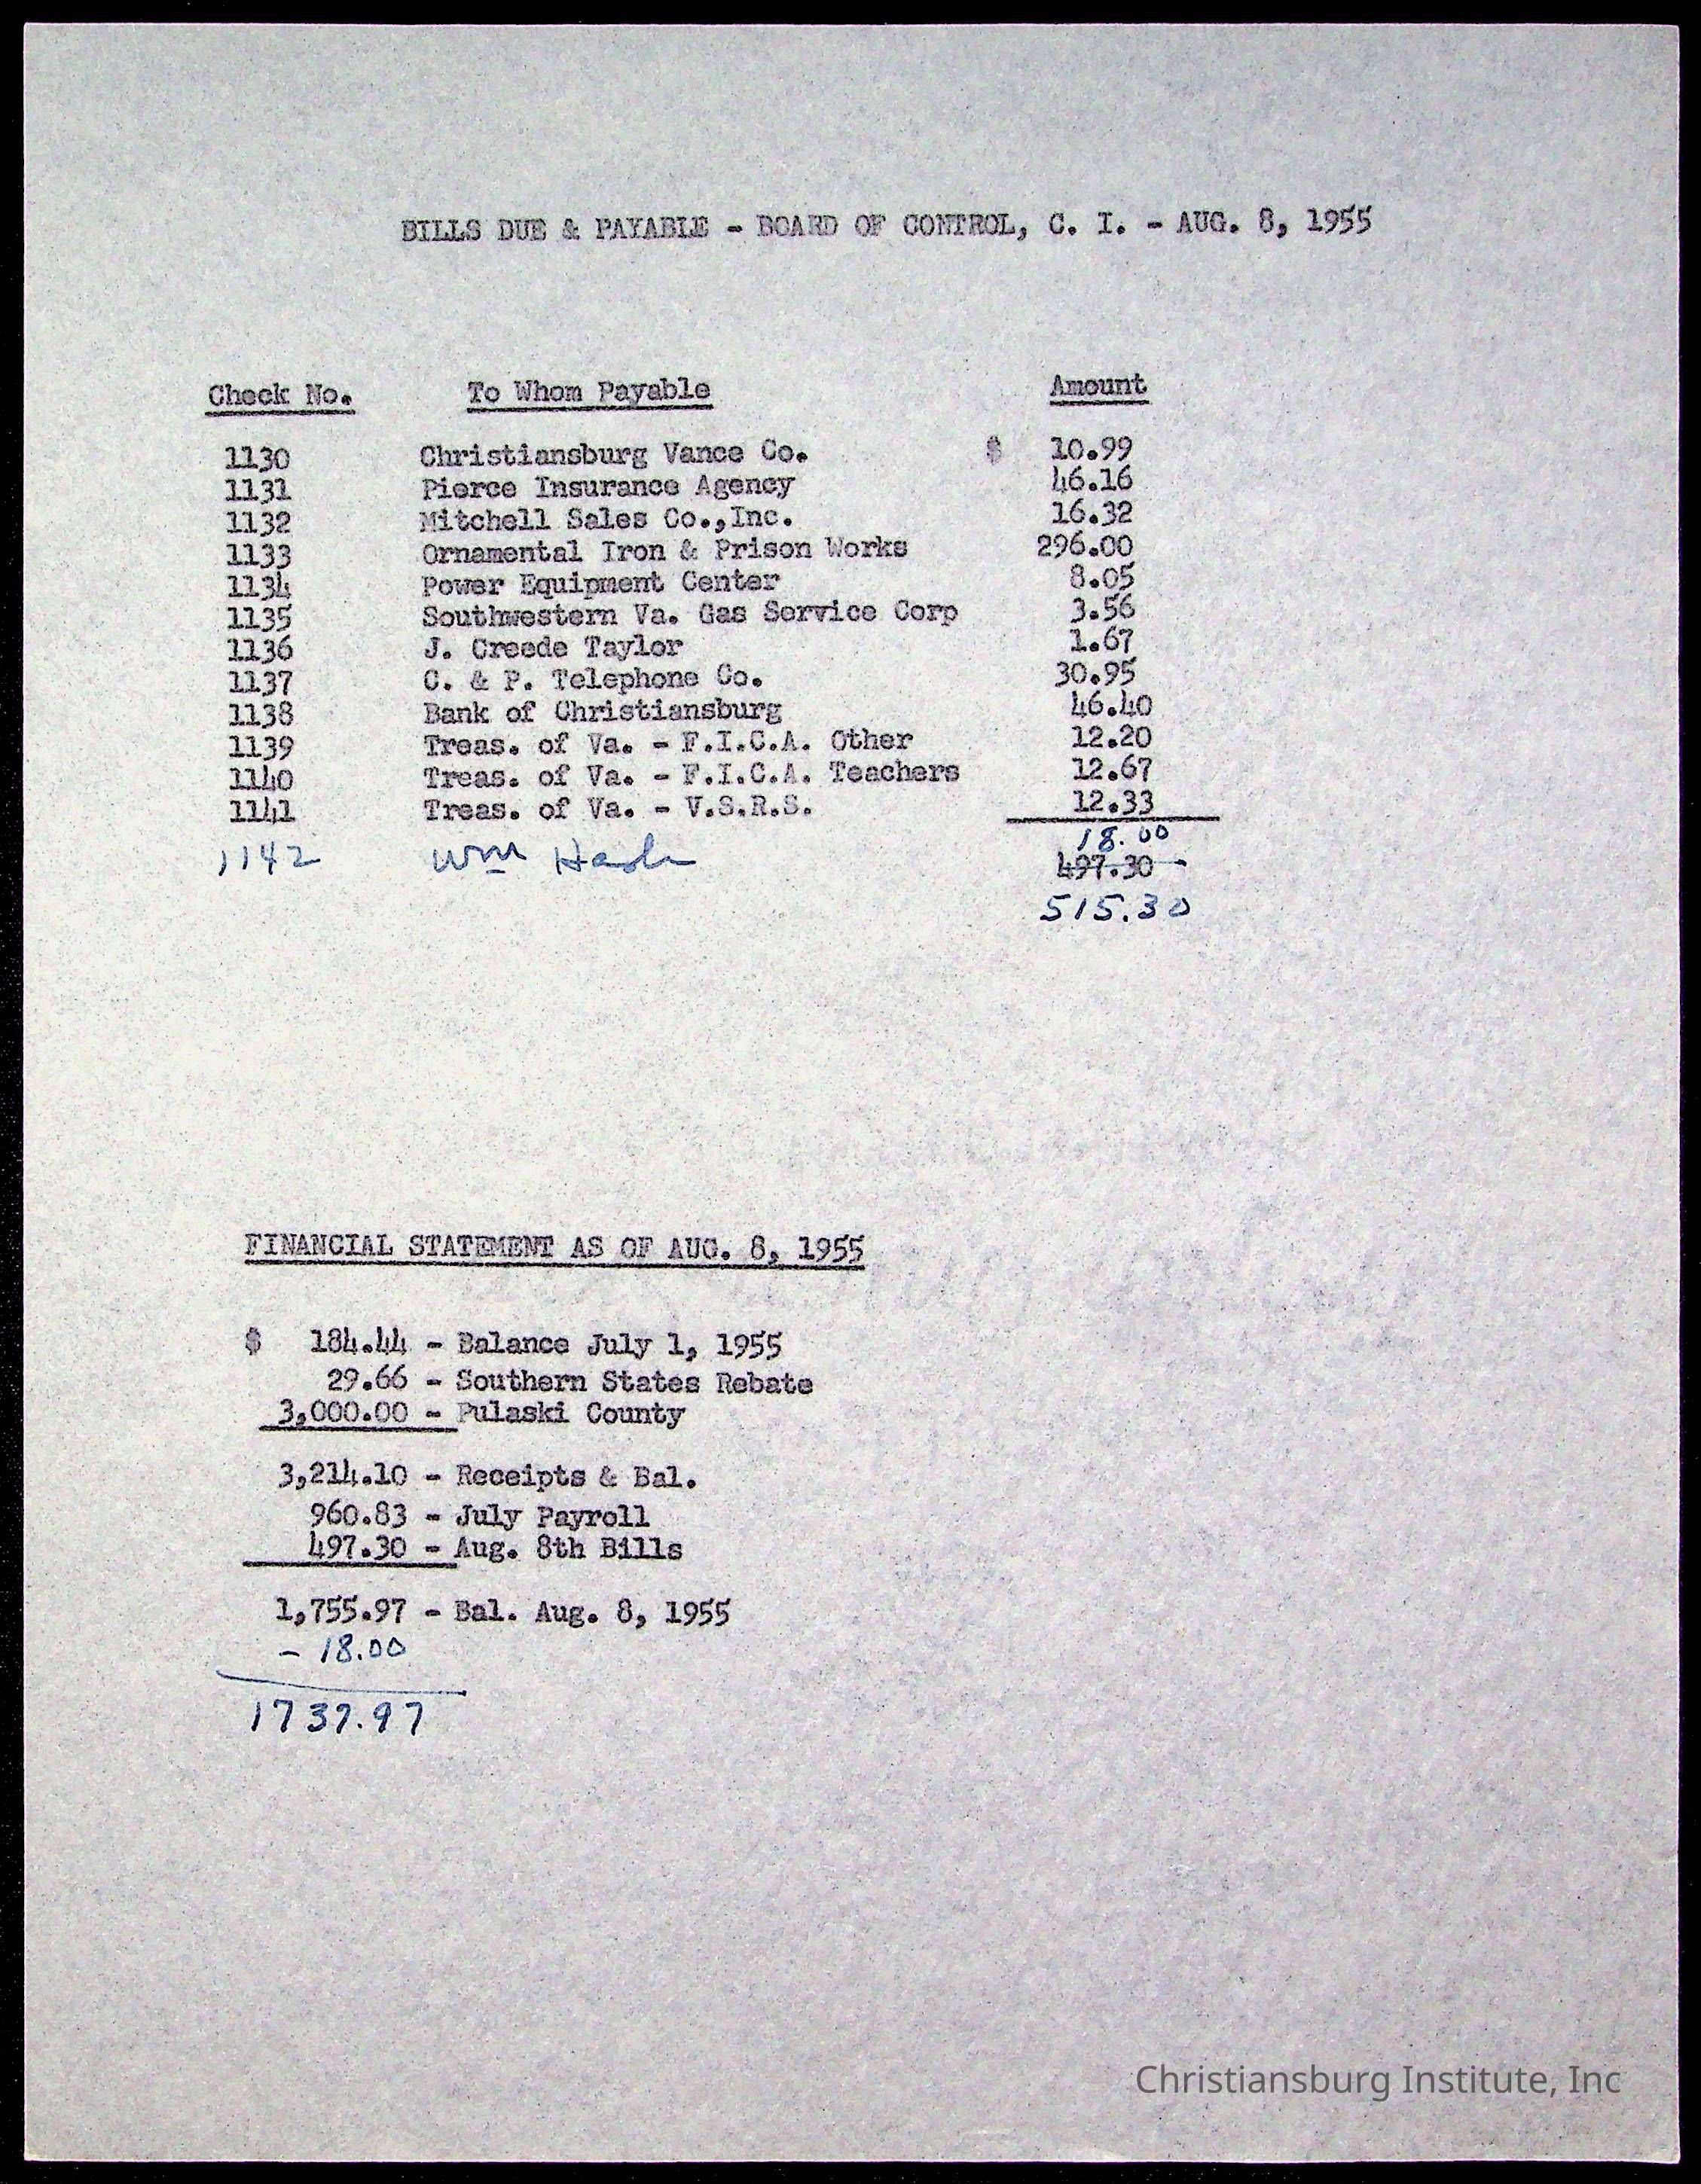 BILLS DUE & PAYABLE - BOARD OF CONTROL, C. I. - AUG. 8, 1955
Check No. To Whom Payable Amount
1130 Christiansburg Vance Co. $ 10.99
1131 Pierce Insurance Agency 46.16
1132 Mitchell Sales Co.,Inc. 16.32
1133 Ornamental Iron & Prison Works 296.00
1134 Power Equipment Center 8.05
1135 Southwestern Va. Gas Service Corp 3.56
1136 J. Creede Taylor 1.67
1137 C. & P. Telephone Co. 30.95
1138 Bank of Christiansburg 46.40
1139 Treas. of Va. - F.I.C.A. Other 12.20
1140 Treas. of Va. - F.I.C.A. Teachers 12.67
1141 Treas. of Va. - V.S.R.S. 12.33
1142 Wm 18.00
497.30
515.30
FINANCIAL STATEMENT AS OF AUG. 8, 1955
$ 184.44 - Balance July 1, 1955
29.66 - Southern States Rebate
3,000.00 - Pulaski County
3,214.10 - Receipts & Bal.
960.83 - July Payroll
497.30 - Aug. 8th Bills
1,755.97 - Bal. Aug. 8, 1955
- 18.00
1737.97
Christiansburg Institute, Inc